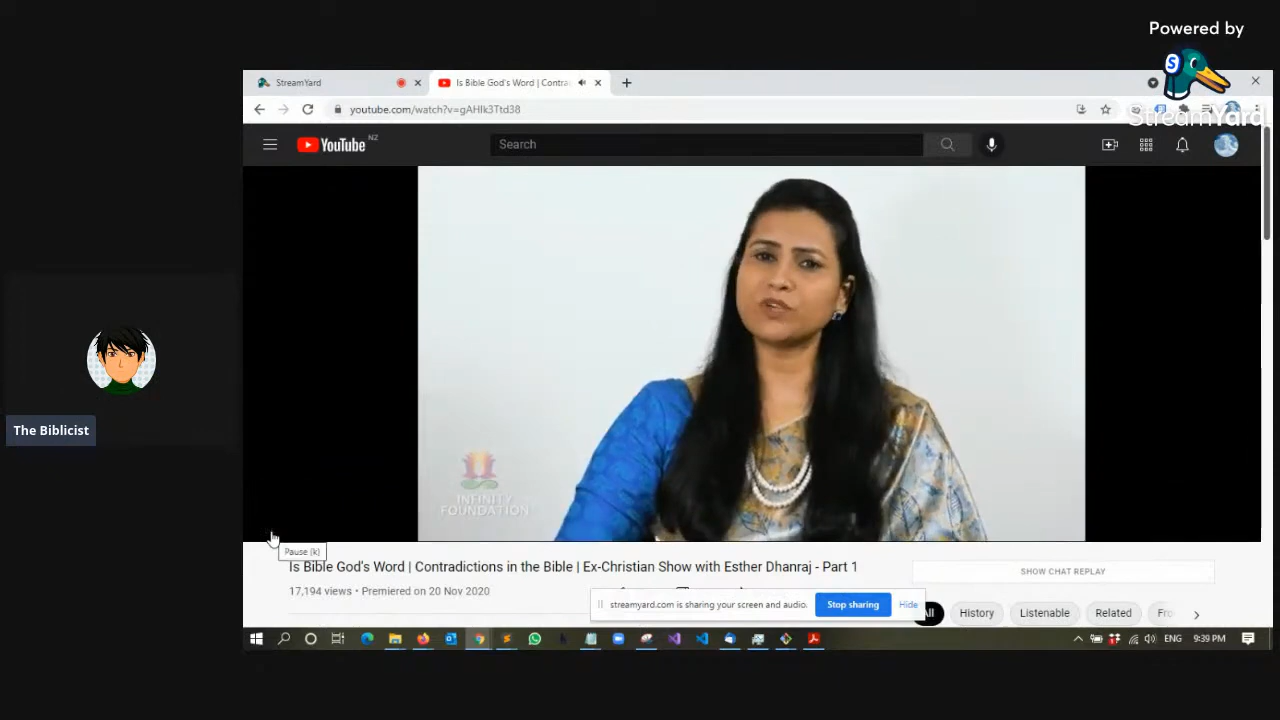 Powered by
StreamYard
StreamYard
Is Bible God's Word | Contra
youtube.com/watch?v=gAHlk3Ttd38
YouTube NZ
Search
INFINITY
FOUNDATION
The Biblicist
Pause (k)
Is Bible God's Word | Contradictions in the Bible | Ex-Christian Show with Esther Dhanraj - Part 1
SHOW CHAT REPLAY
17,194 views • Premiered on 20 Nov 2020
streamyard.com is sharing your screen and audio.
Stop sharing
Hide
All
History
Listenable
Related
Fro
ENG
9:39 PM